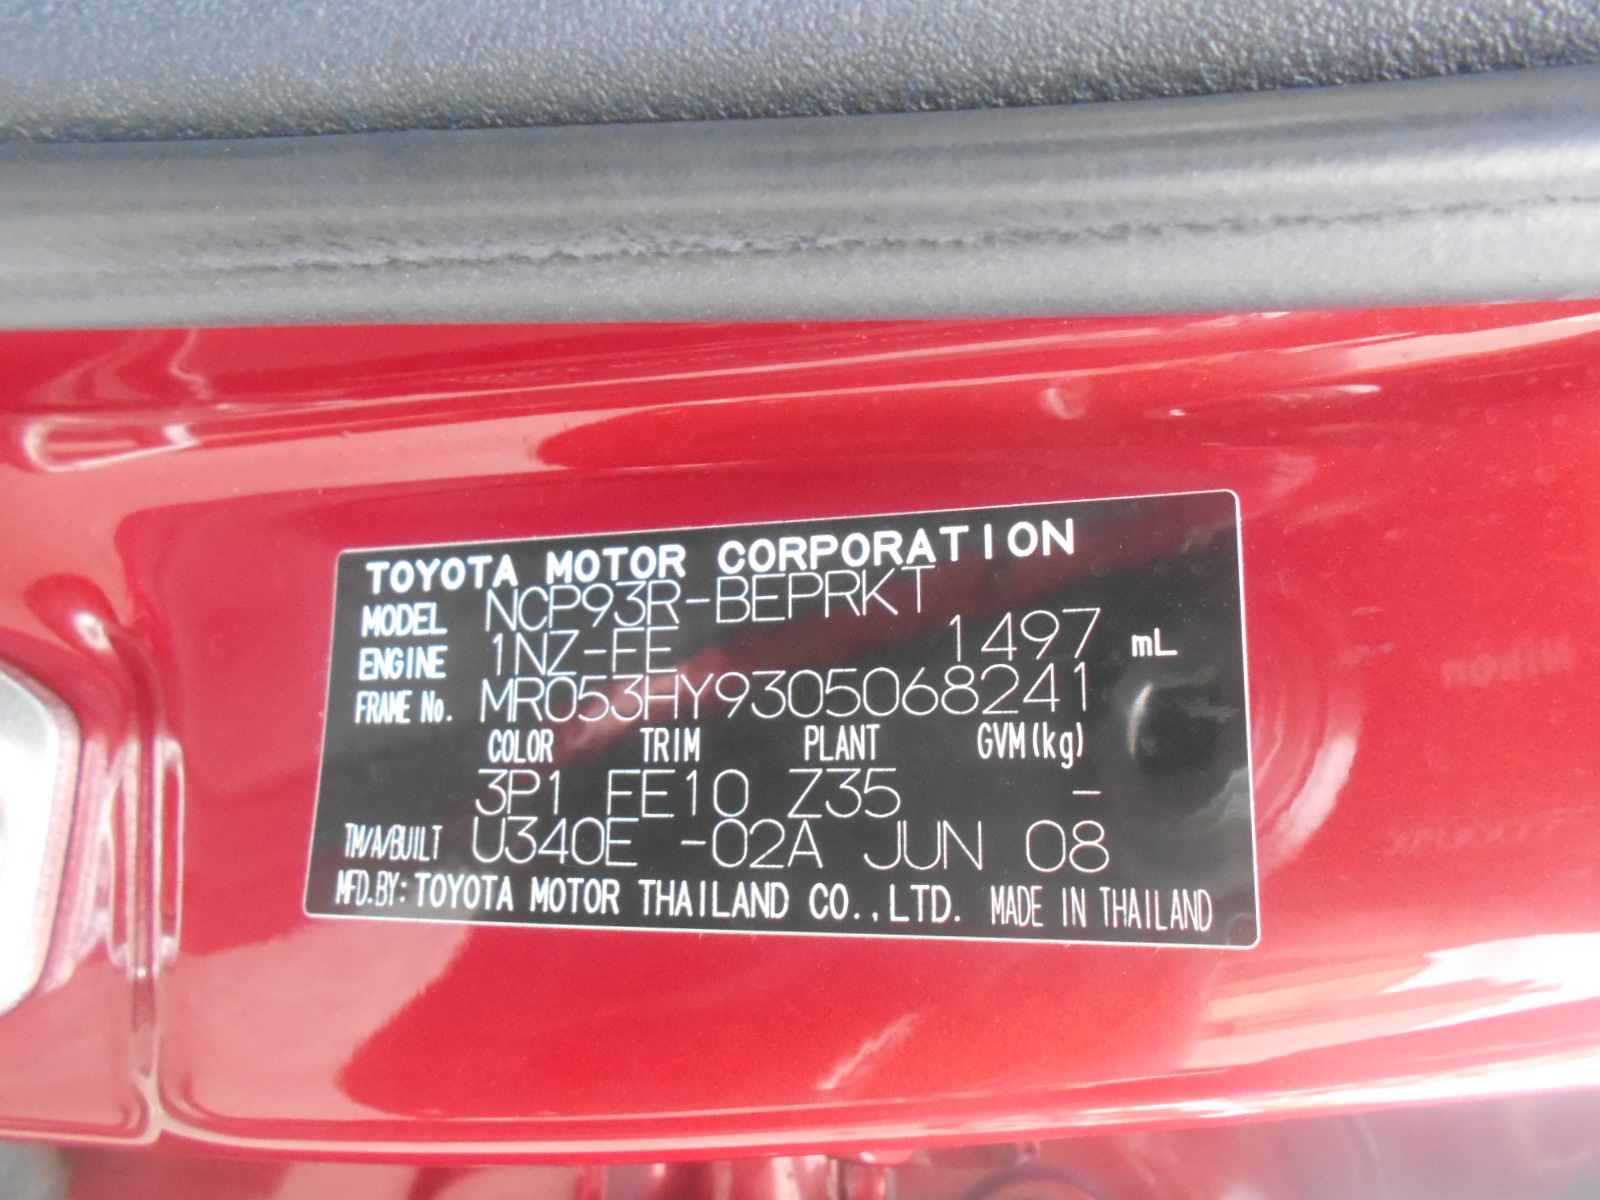 TOYOTA MOTOR CORPORATION
MODEL NCP93R-BEPRKT
ENGINE 1NZ-FE 1497 mL
FRAME No. MR053HY9305068241
COLOR TRIM PLANT GVM(kg)
3P1 FE10 Z35 -
TM/A/BUILT U340E -02A JUN 08
MFD.BY:TOYOTA MOTOR THAILAND CO.,LTD. MADE IN THAILAND